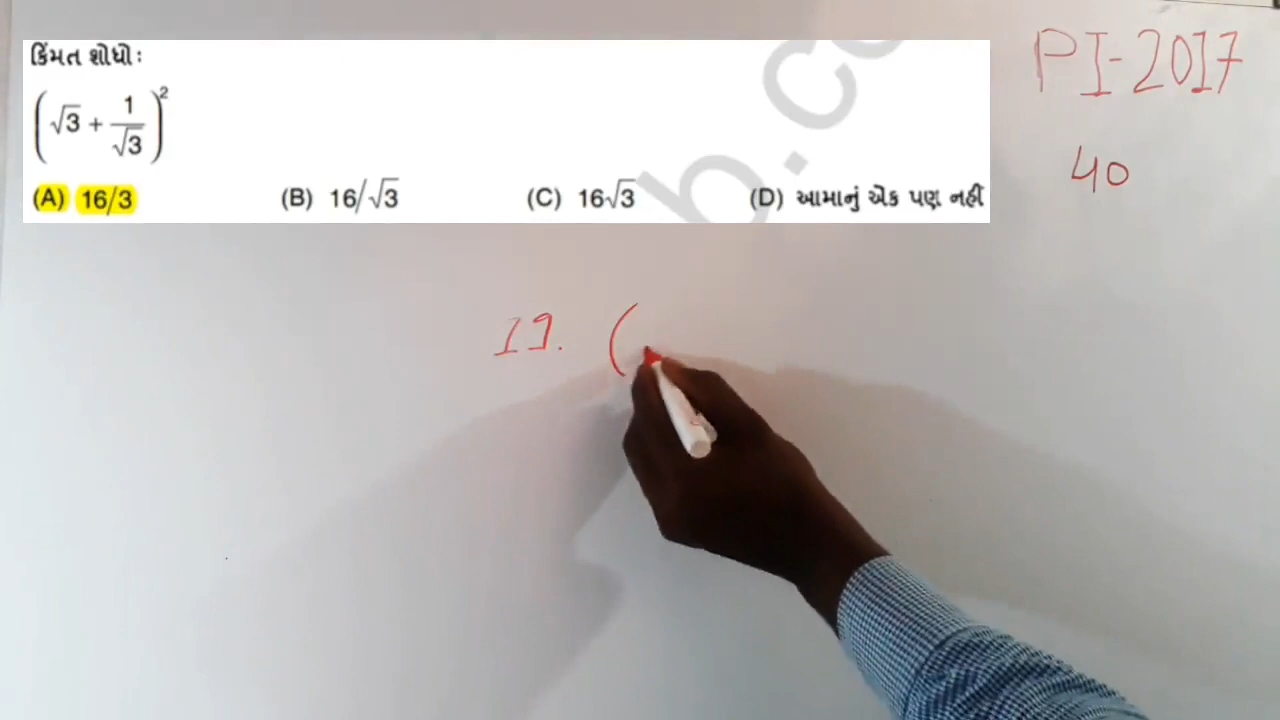 કિંમત શોધો:
(√3 + 1/√3)²
(A) 16/3 (B) 16/√3 (C) 16√3 (D) આમાનું એક પણ નહીં
b.co
PI-2017
40
19. (